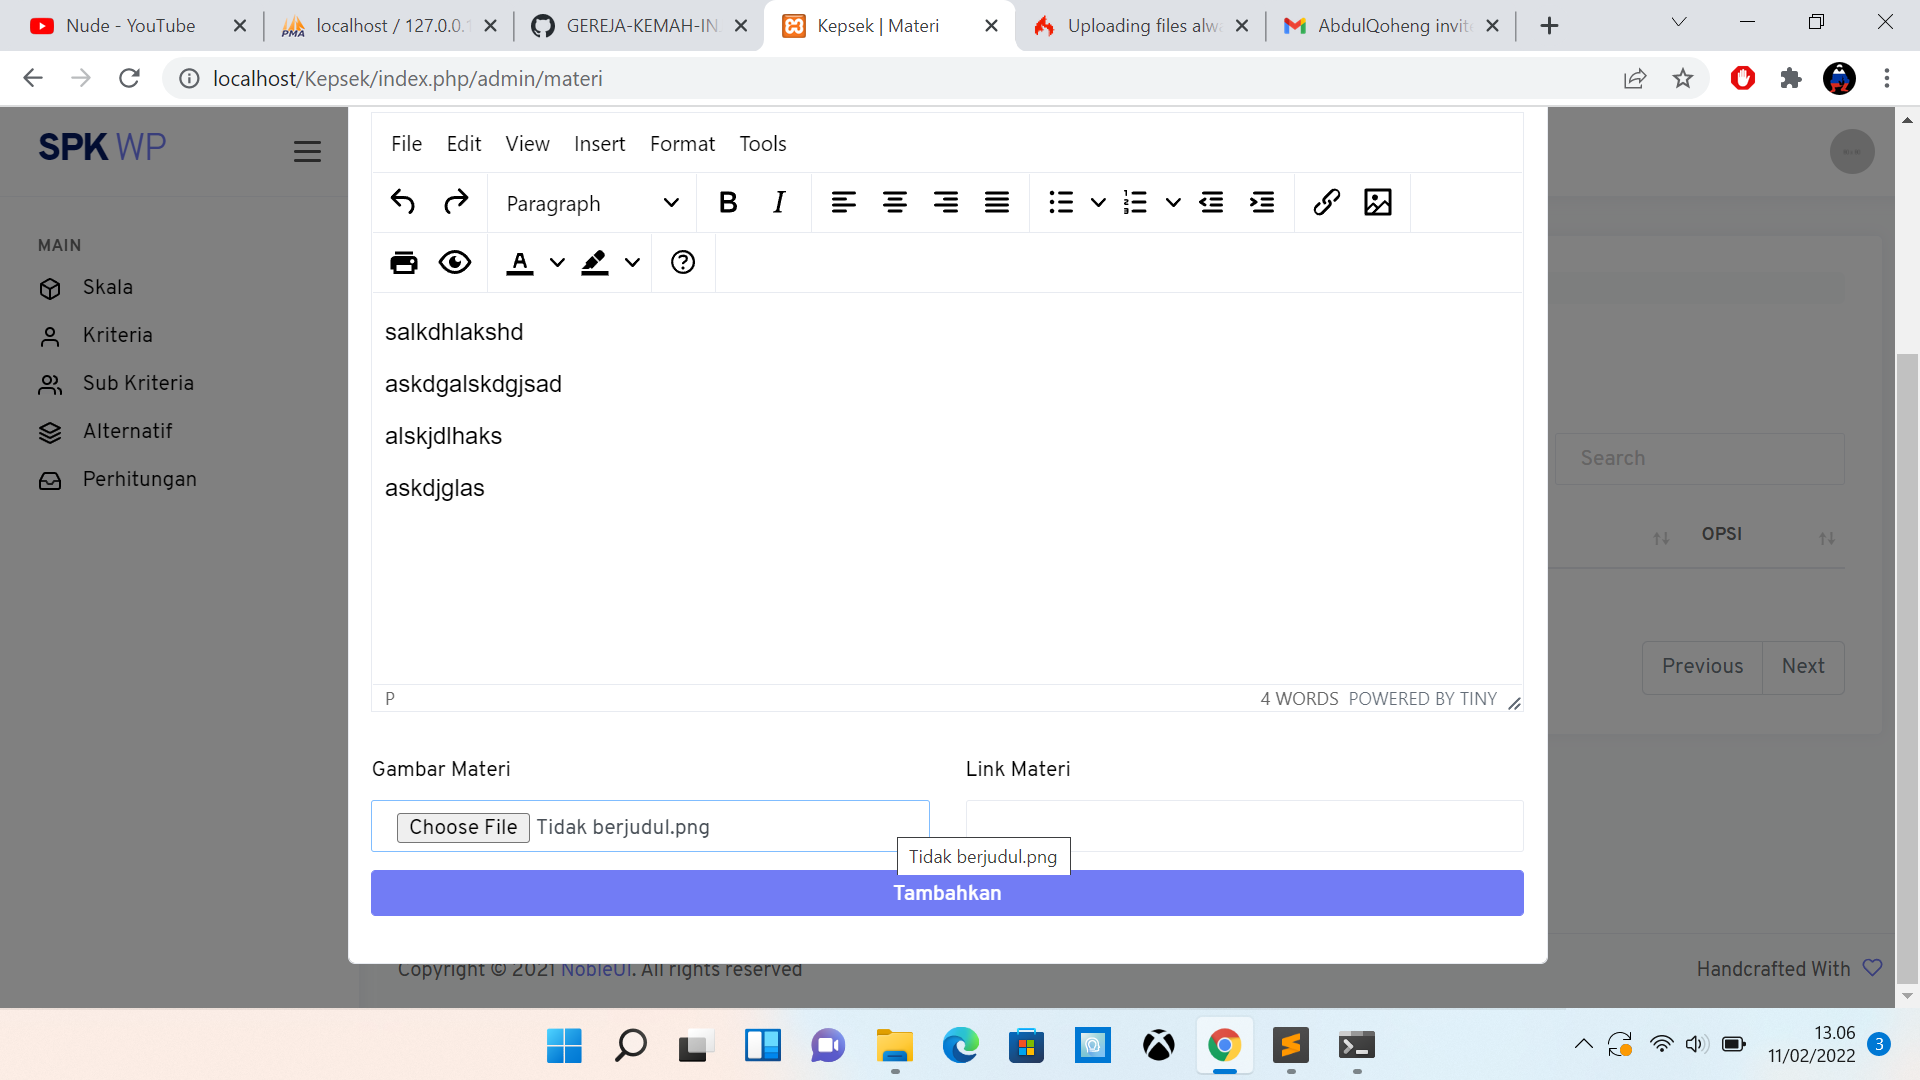 Nude - YouTube
localhost / 127.0.0.1
GEREJA-KEMAH-IN
Kepsek | Materi
Uploading files alwa
AbdulQoheng invite
localhost/Kepsek/index.php/admin/materi
SPK WP
File Edit View Insert Format Tools
Paragraph
B I
A
MAIN
Skala
Kriteria
Sub Kriteria
Alternatif
Perhitungan
salkdhlakshd
askdgalskdgjsad
alskjdlhaks
askdjglas
Search
OPSI
Previous Next
P
4 WORDS POWERED BY TINY
Gambar Materi
Link Materi
Choose File Tidak berjudul.png
Tidak berjudul.png
Tambahkan
Copyright © 2021 NobleUI. All rights reserved
Handcrafted With
13.06
11/02/2022
3